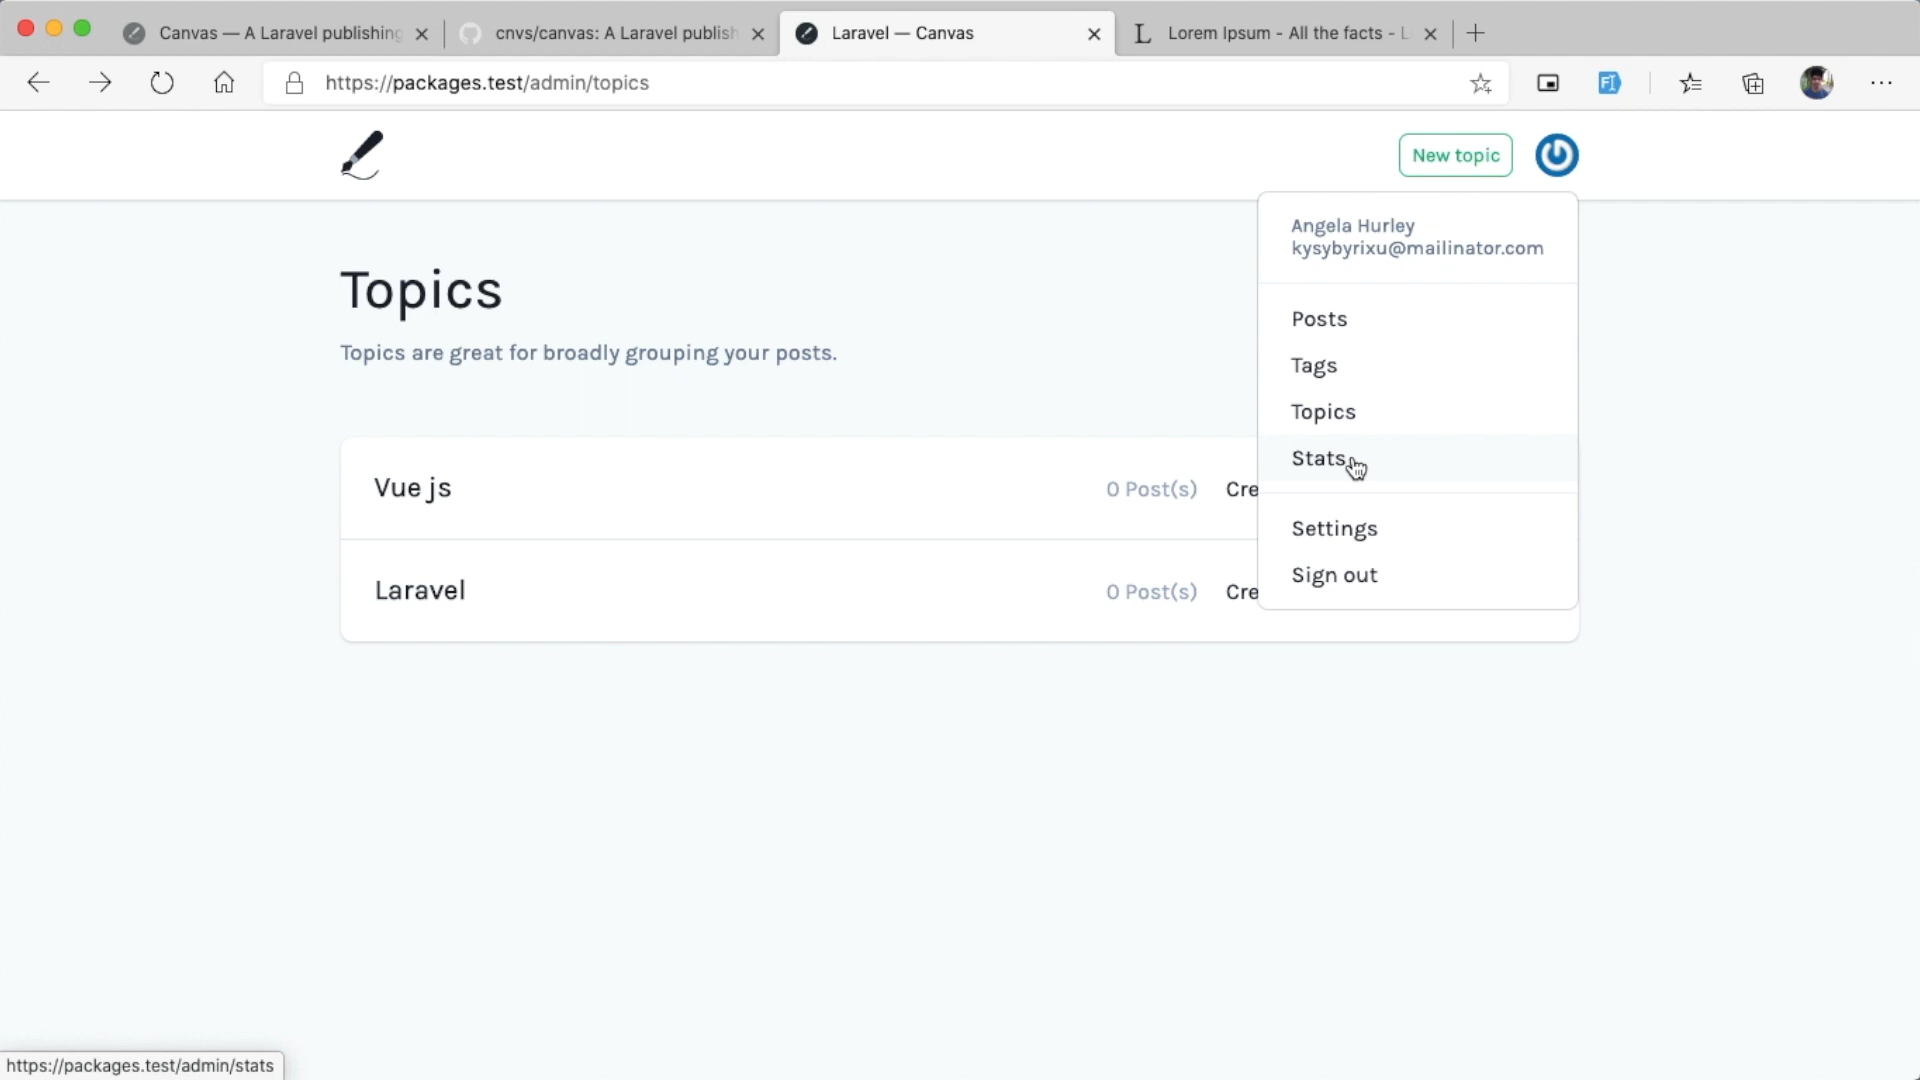 Canvas — A Laravel publishing
cnvs/canvas: A Laravel publish
Laravel — Canvas
Lorem Ipsum - All the facts - L
https://packages.test/admin/topics
New topic
Angela Hurley
kysybyrixu@mailinator.com
Posts
Tags
Topics
Stats
Settings
Sign out
Topics
Topics are great for broadly grouping your posts.
Vue js 0 Post(s) Cre
Laravel 0 Post(s) Cre
https://packages.test/admin/stats